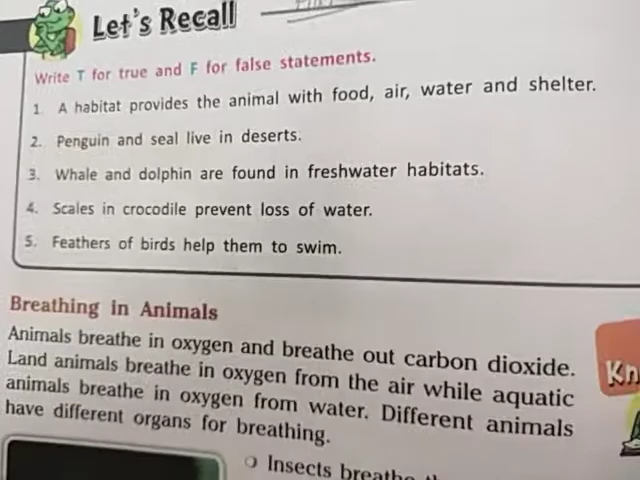 Let's Recall
Write T for true and F for false statements.
1. A habitat provides the animal with food, air, water and shelter.
2. Penguin and seal live in deserts.
3. Whale and dolphin are found in freshwater habitats.
4. Scales in crocodile prevent loss of water.
5. Feathers of birds help them to swim.
Breathing in Animals
Animals breathe in oxygen and breathe out carbon dioxide.
Land animals breathe in oxygen from the air while aquatic
animals breathe in oxygen from water. Different animals
have different organs for breathing.
Insects breathe